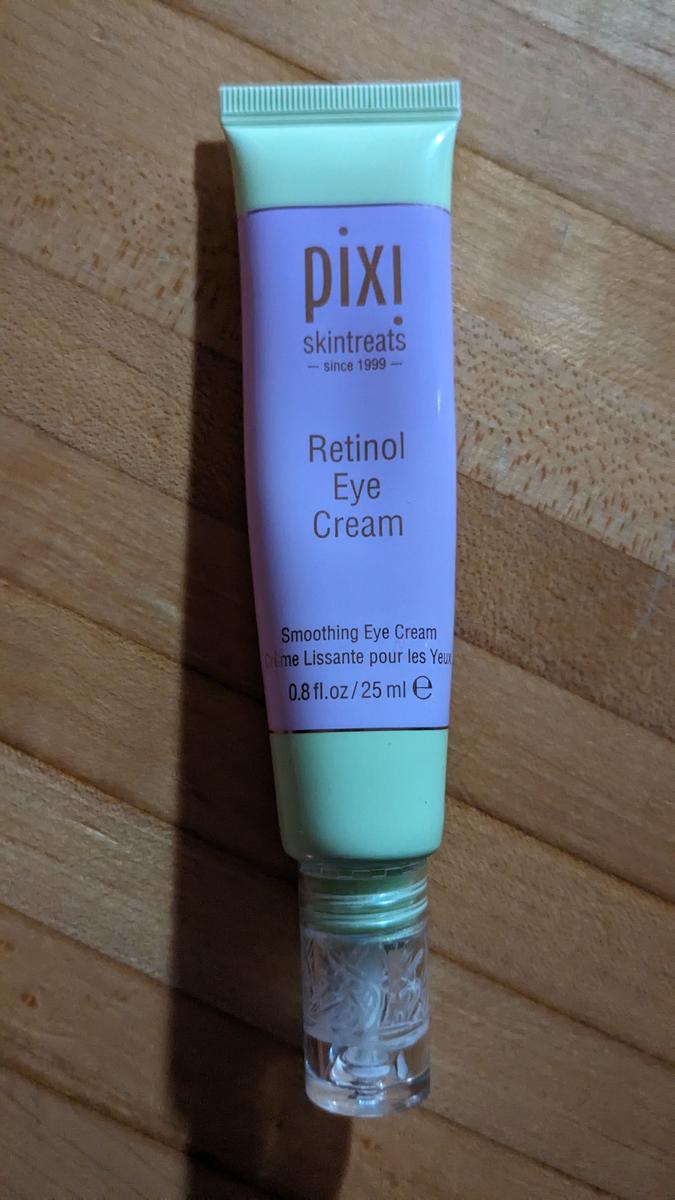 pixi
skintreats
— since 1999 —
Retinol
Eye
Cream
Smoothing Eye Cream
Crème Lissante pour les Yeux
0.8 fl.oz / 25 ml ℮